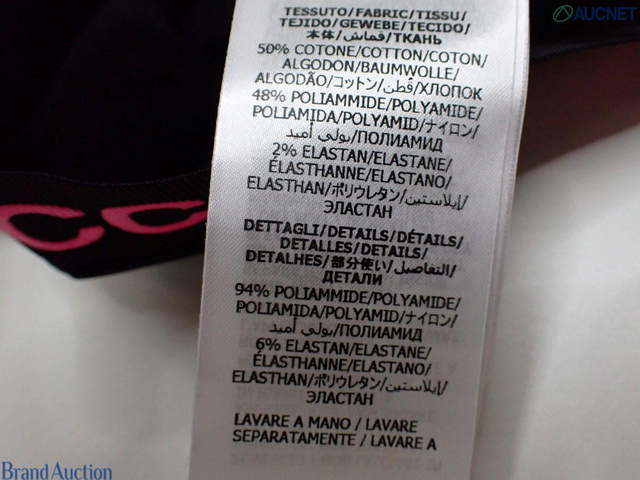 AUCNET
TESSUTO/FABRIC/TISSU/
TEJIDO/GEWEBE/TECIDO/
本体/قماش/ТКАНЬ
50% COTONE/COTTON/COTON/
ALGODON/BAUMWOLLE/
ALGODÃO/コットン/قُطن/ХЛОПОК
48% POLIAMMIDE/POLYAMIDE/
POLIAMIDA/POLYAMID/ナイロン/
بولي أميد/ПОЛИАМИД
2% ELASTAN/ELASTANE/
ÉLASTHANNE/ELASTANO/
ELASTHAN/ポリウレタン/إيلاستين/
ЭЛАСТАН
DETTAGLI/DETAILS/DÉTAILS/
DETALLES/DETAILS/
DETALHES/部分使い/التفاصيل/
ДЕТАЛИ
94% POLIAMMIDE/POLYAMIDE/
POLIAMIDA/POLYAMID/ナイロン/
بولي أميد/ПОЛИАМИД
6% ELASTAN/ELASTANE/
ÉLASTHANNE/ELASTANO/
ELASTHAN/ポリウレタン/إيلاستين/
ЭЛАСТАН
LAVARE A MANO / LAVARE
SEPARATAMENTE / LAVARE A
CC
Brand Auction